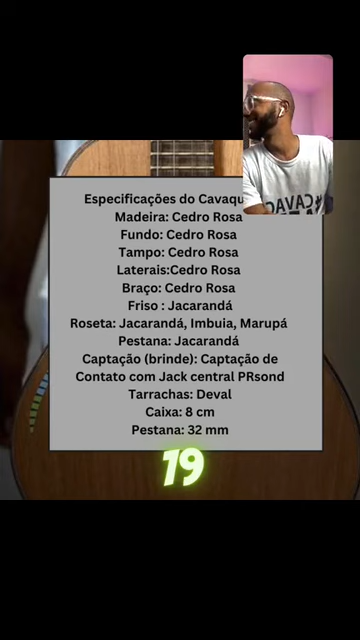 Especificações do Cavaqu
Madeira: Cedro Rosa
Fundo: Cedro Rosa
Tampo: Cedro Rosa
Laterais:Cedro Rosa
Braço: Cedro Rosa
Friso : Jacarandá
Roseta: Jacarandá, Imbuia, Marupá
Pestana: Jacarandá
Captação (brinde): Captação de
Contato com Jack central PRsond
Tarrachas: Deval
Caixa: 8 cm
Pestana: 32 mm
19